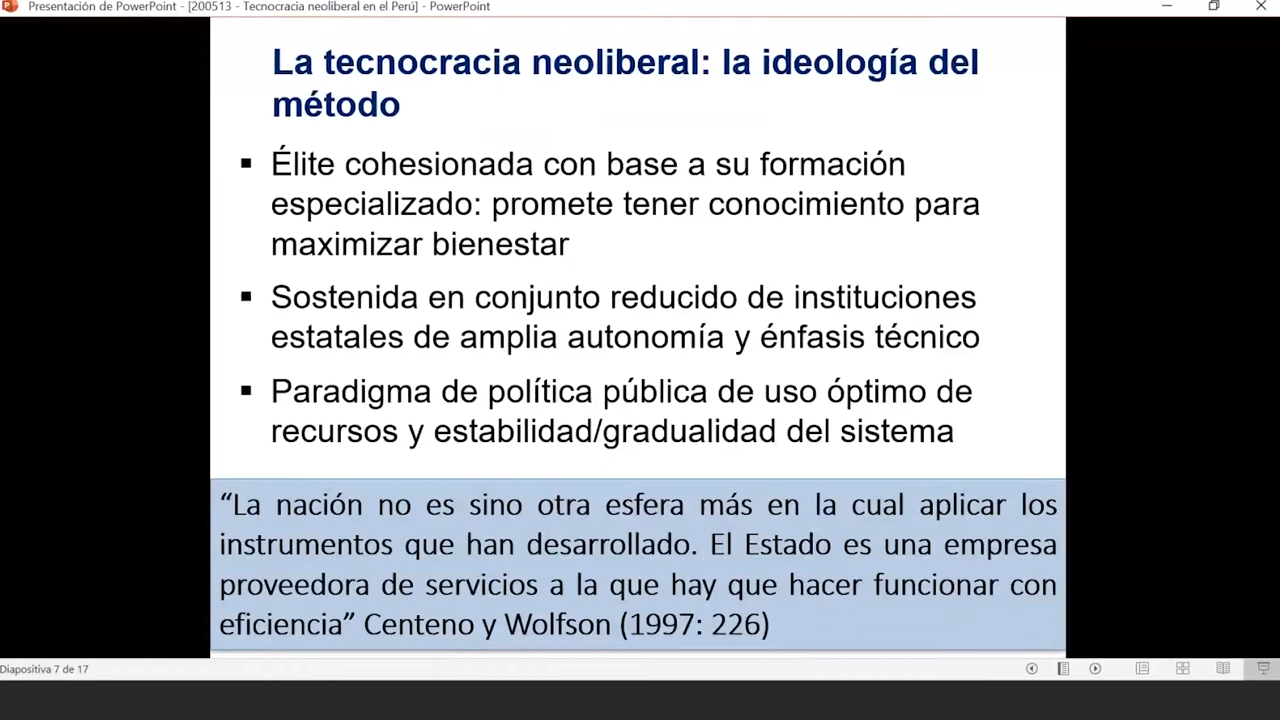 Presentación de PowerPoint - [200513 - Tecnocracia neoliberal en el Perú] - PowerPoint
La tecnocracia neoliberal: la ideología del
método
▪ Élite cohesionada con base a su formación
especializado: promete tener conocimiento para
maximizar bienestar
▪ Sostenida en conjunto reducido de instituciones
estatales de amplia autonomía y énfasis técnico
▪ Paradigma de política pública de uso óptimo de
recursos y estabilidad/gradualidad del sistema
“La nación no es sino otra esfera más en la cual aplicar los
instrumentos que han desarrollado. El Estado es una empresa
proveedora de servicios a la que hay que hacer funcionar con
eficiencia” Centeno y Wolfson (1997: 226)
Diapositiva 7 de 17